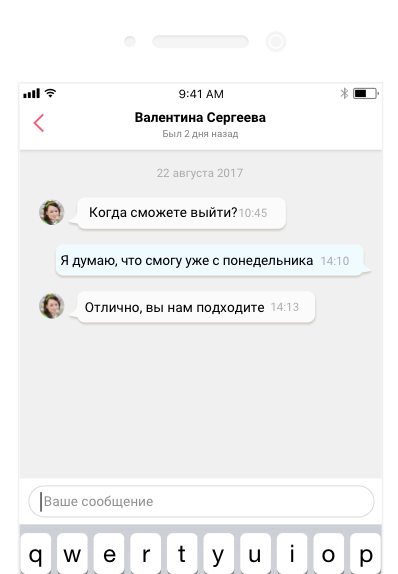 9:41 AM
Валентина Сергеева
Был 2 дня назад
22 августа 2017
Когда сможете выйти? 10:45
Я думаю, что смогу уже с понедельника 14:10
Отлично, вы нам подходите 14:13
Ваше сообщение
q w e r t y u i o p